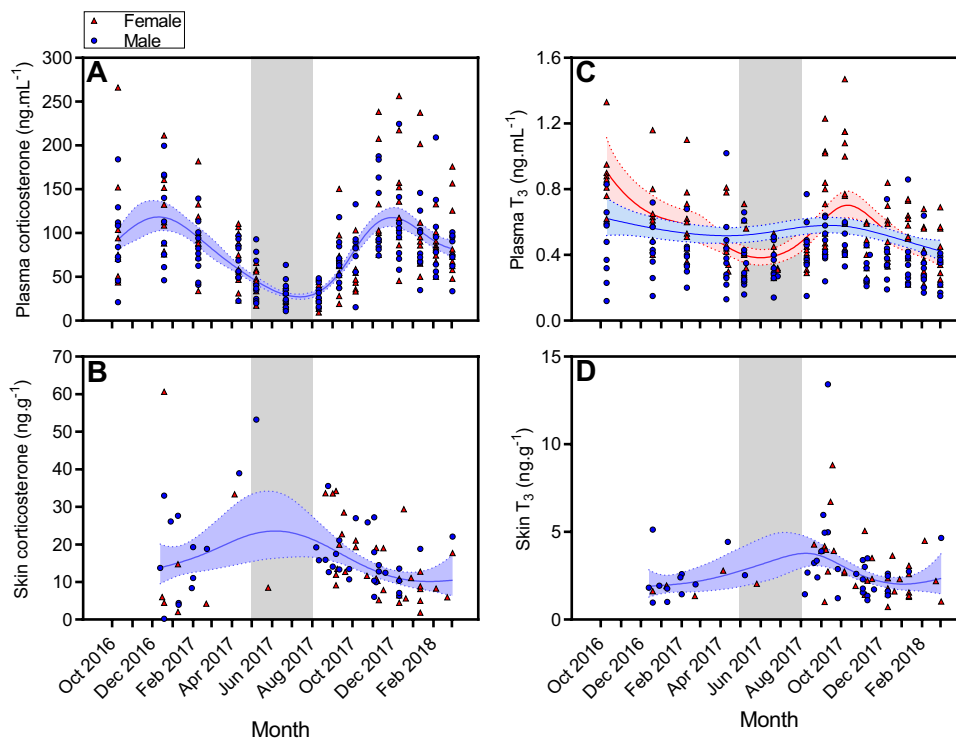 Female
Male
A
Plasma corticosterone (ng.mL⁻¹)
300
250
200
150
100
50
0
C
Plasma T₃ (ng.mL⁻¹)
1.6
1.2
0.8
0.4
0.0
B
Skin corticosterone (ng.g⁻¹)
70
60
50
40
30
20
10
0
Oct 2016
Dec 2016
Feb 2017
Apr 2017
Jun 2017
Aug 2017
Oct 2017
Dec 2017
Feb 2018
Month
D
Skin T₃ (ng.g⁻¹)
15
10
5
0
Oct 2016
Dec 2016
Feb 2017
Apr 2017
Jun 2017
Aug 2017
Oct 2017
Dec 2017
Feb 2018
Month